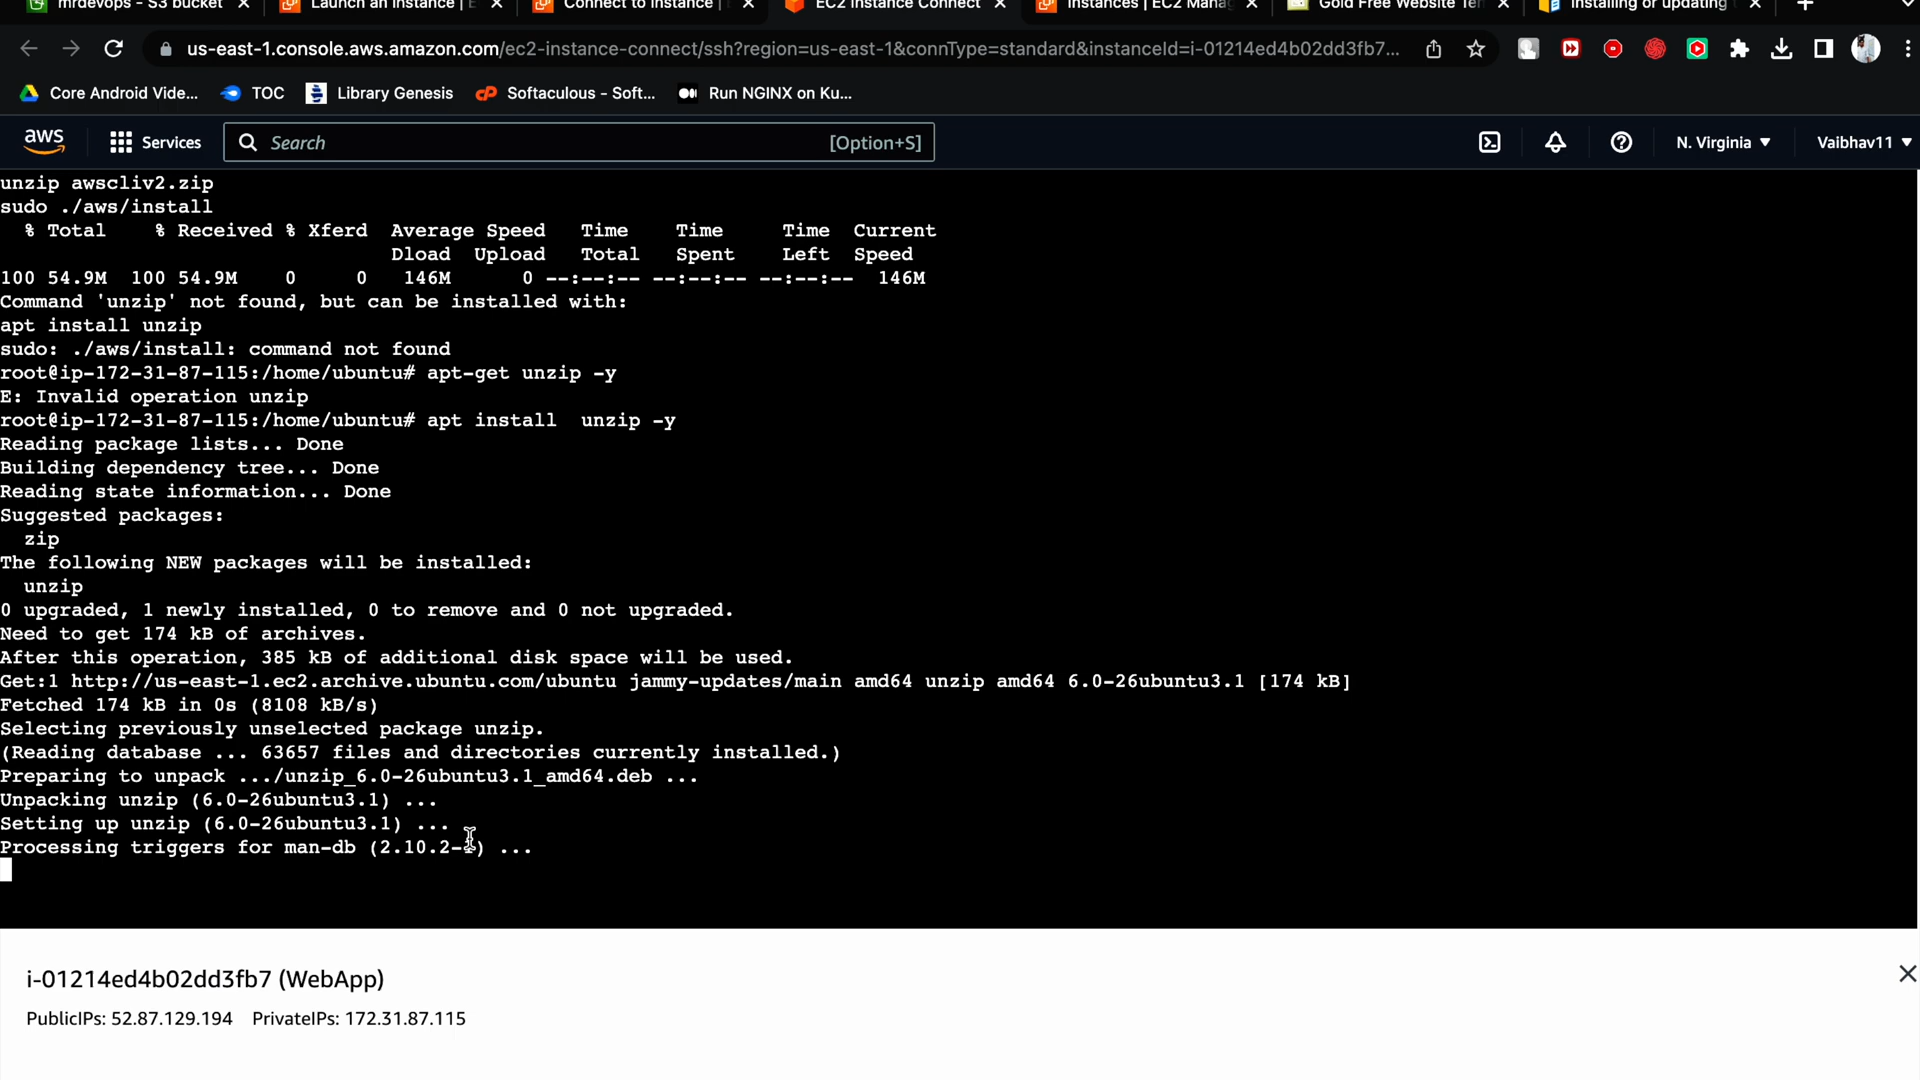 mrdevops - S3 bucket
Launch an instance | E
Connect to instance |
EC2 Instance Connect
Instances | EC2 Mana
Gold Free Website Ten
Installing or updating
us-east-1.console.aws.amazon.com/ec2-instance-connect/ssh?region=us-east-1&connType=standard&instanceId=i-01214ed4b02dd3fb7...
Core Android Vide...
TOC
Library Genesis
Softaculous - Soft...
Run NGINX on Ku...
aws
Services
Search
[Option+S]
N. Virginia
Vaibhav11
unzip awscliv2.zip
sudo ./aws/install
% Total % Received % Xferd Average Speed Time Time Time Current
Dload Upload Total Spent Left Speed
100 54.9M 100 54.9M 0 0 146M 0 --:--:-- --:--:-- --:--:-- 146M
Command 'unzip' not found, but can be installed with:
apt install unzip
sudo: ./aws/install: command not found
root@ip-172-31-87-115:/home/ubuntu# apt-get unzip -y
E: Invalid operation unzip
root@ip-172-31-87-115:/home/ubuntu# apt install  unzip -y
Reading package lists... Done
Building dependency tree... Done
Reading state information... Done
Suggested packages:
zip
The following NEW packages will be installed:
unzip
0 upgraded, 1 newly installed, 0 to remove and 0 not upgraded.
Need to get 174 kB of archives.
After this operation, 385 kB of additional disk space will be used.
Get:1 http://us-east-1.ec2.archive.ubuntu.com/ubuntu jammy-updates/main amd64 unzip amd64 6.0-26ubuntu3.1 [174 kB]
Fetched 174 kB in 0s (8108 kB/s)
Selecting previously unselected package unzip.
(Reading database ... 63657 files and directories currently installed.)
Preparing to unpack .../unzip_6.0-26ubuntu3.1_amd64.deb ...
Unpacking unzip (6.0-26ubuntu3.1) ...
Setting up unzip (6.0-26ubuntu3.1) ...
Processing triggers for man-db (2.10.2-1) ...
i-01214ed4b02dd3fb7 (WebApp)
PublicIPs: 52.87.129.194 PrivateIPs: 172.31.87.115